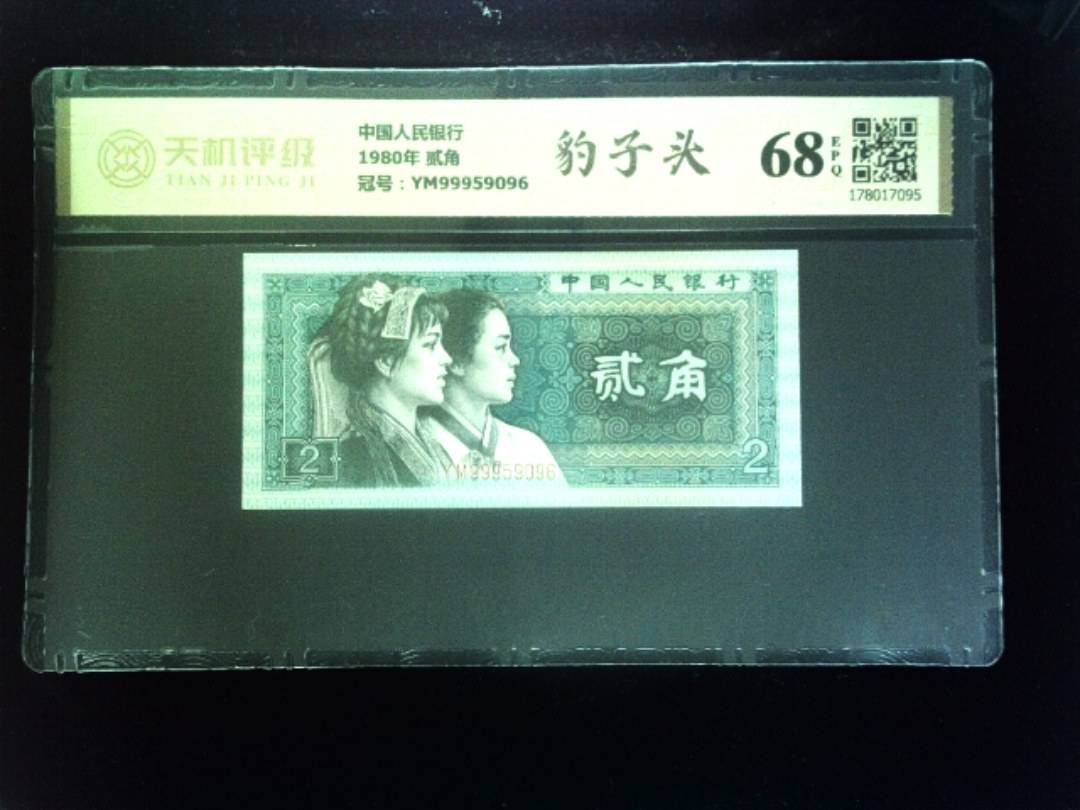 天机评级
TIAN JI PING JI
中国人民银行
1980年 贰角
冠号：YM99959096
豹子头
68
EPQ
178017095
中国人民银行
贰角
2
2
YM99959096